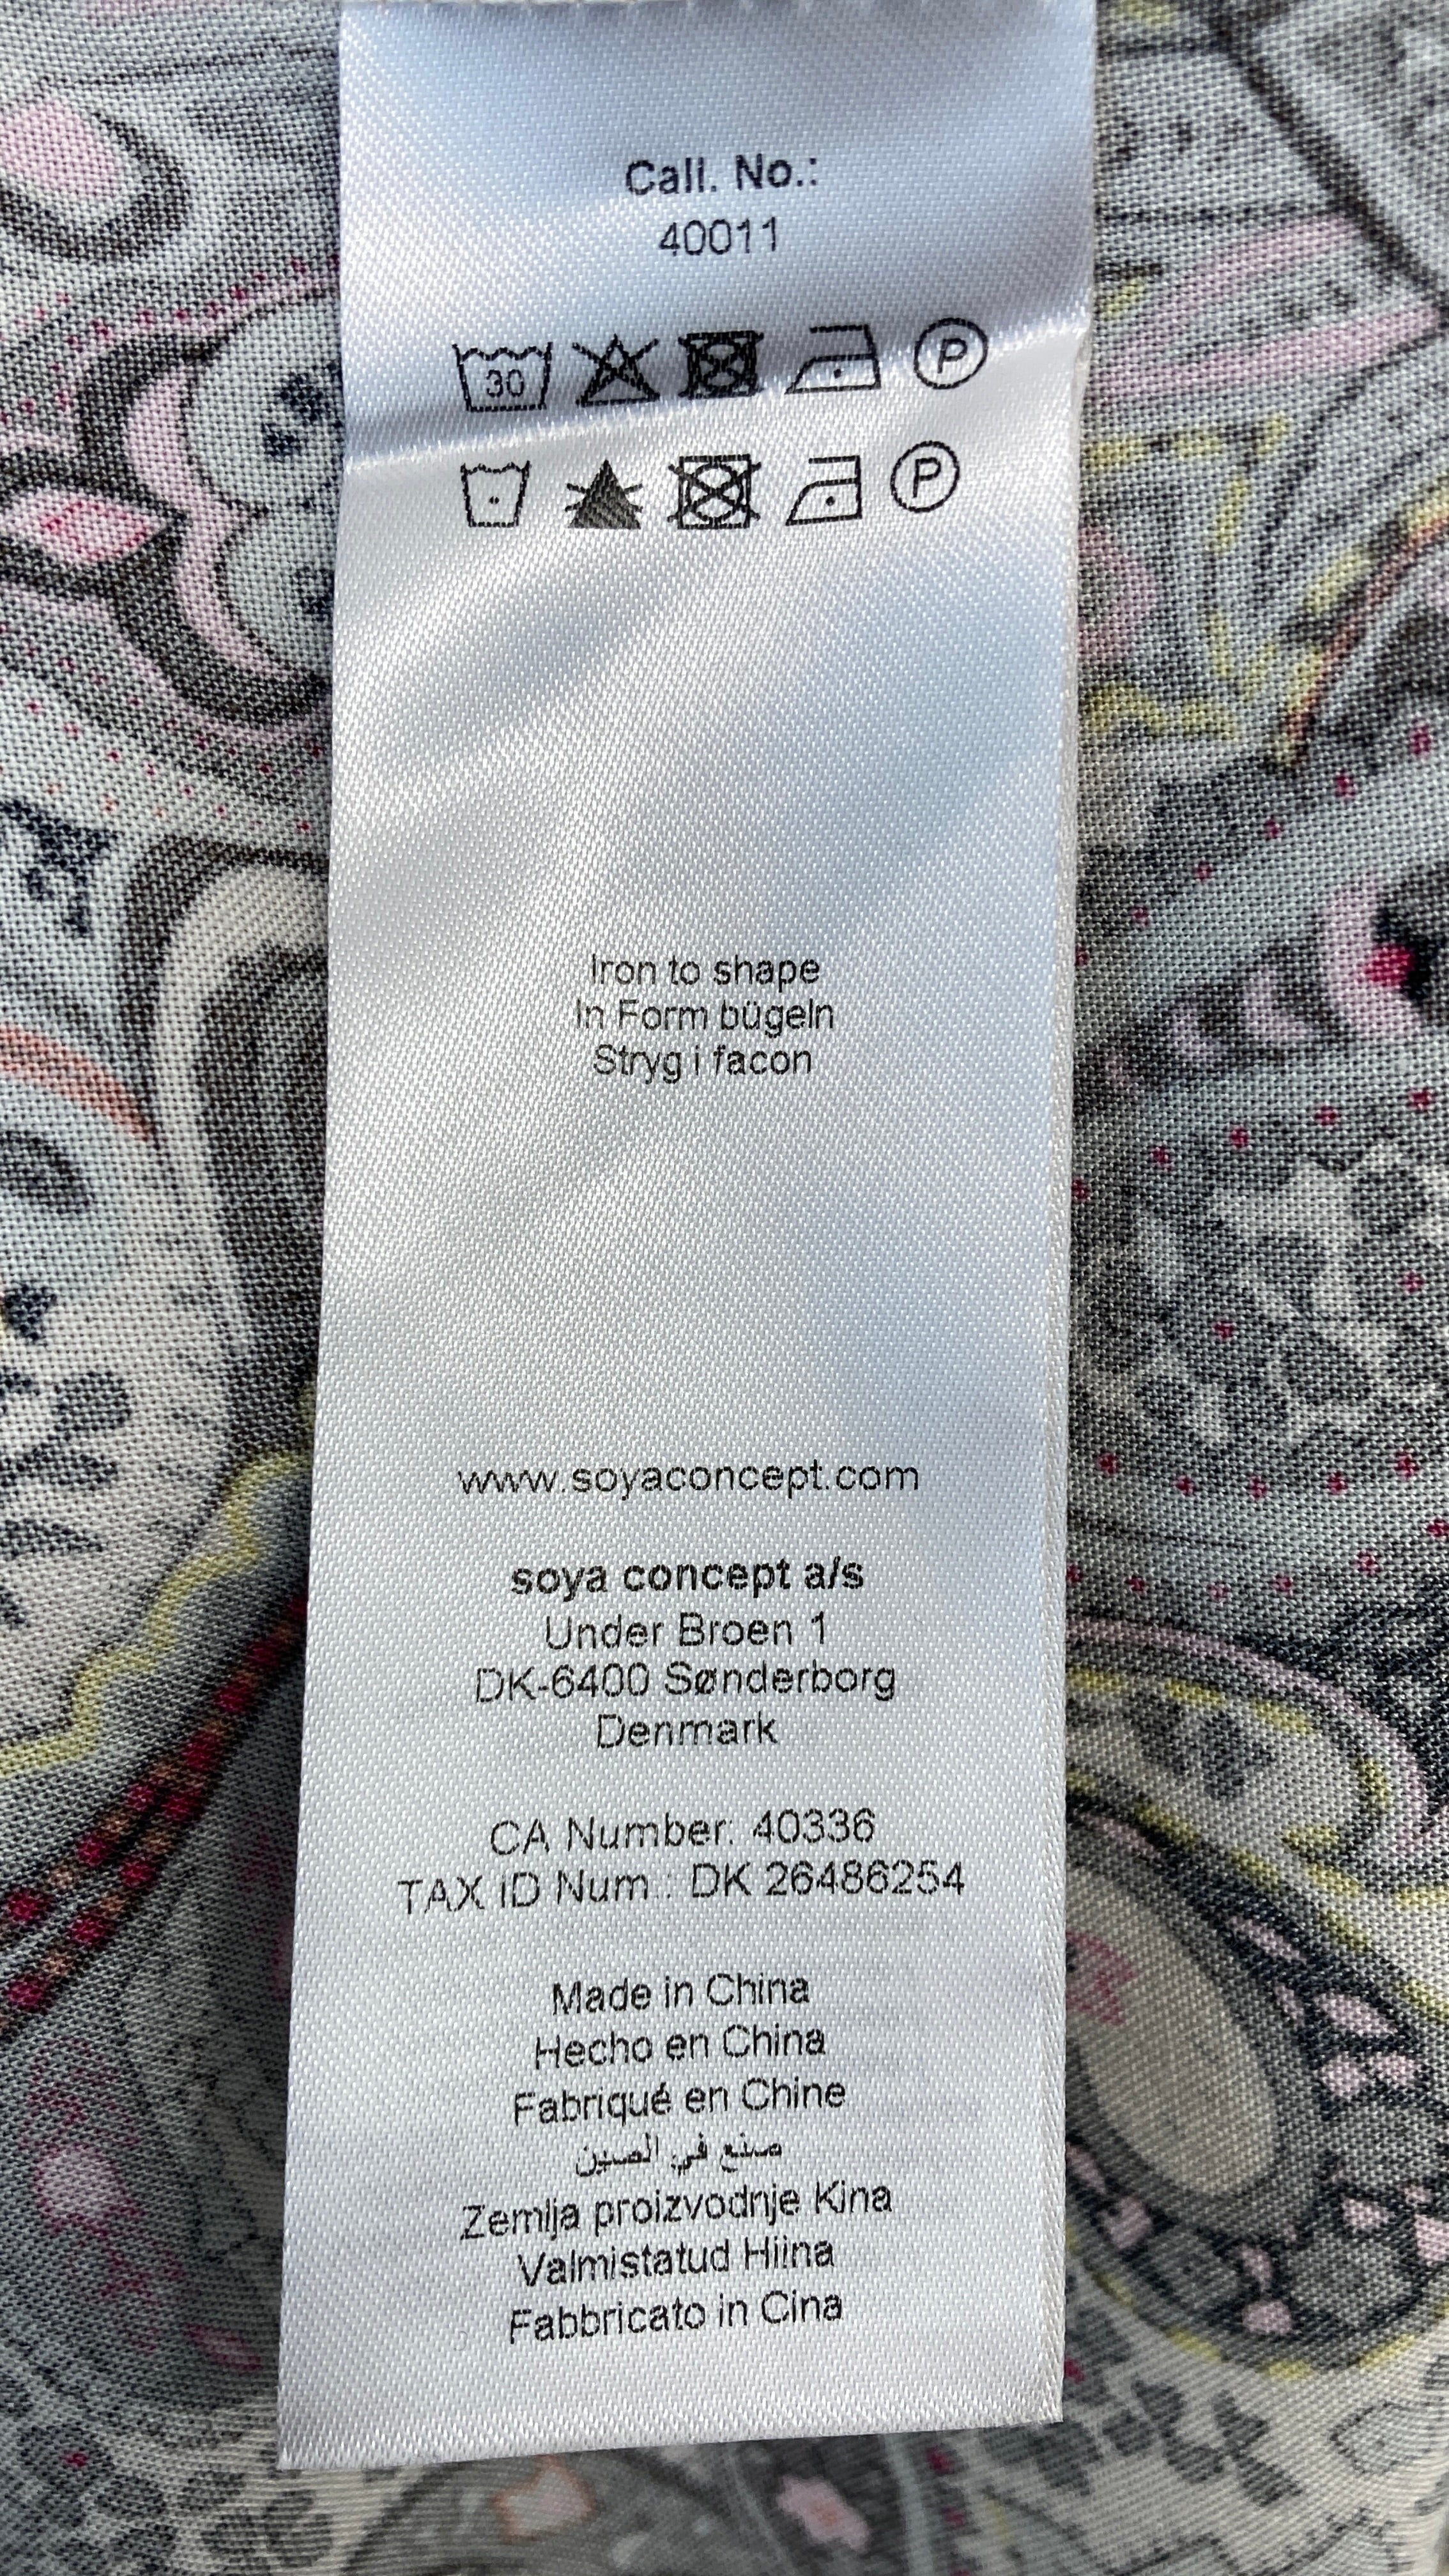 Call. No.:
40011
30 P
P
Iron to shape
In Form bügeln
Stryg i facon
www.soyaconcept.com
soya concept a/s
Under Broen 1
DK-6400 Sønderborg
Denmark
CA Number: 40336
TAX ID Num.: DK 26486254
Made in China
Hecho en China
Fabriqué en Chine
صنع في الصين
Zemlja proizvodnje Kina
Valmistatud Hiina
Fabbricato in Cina